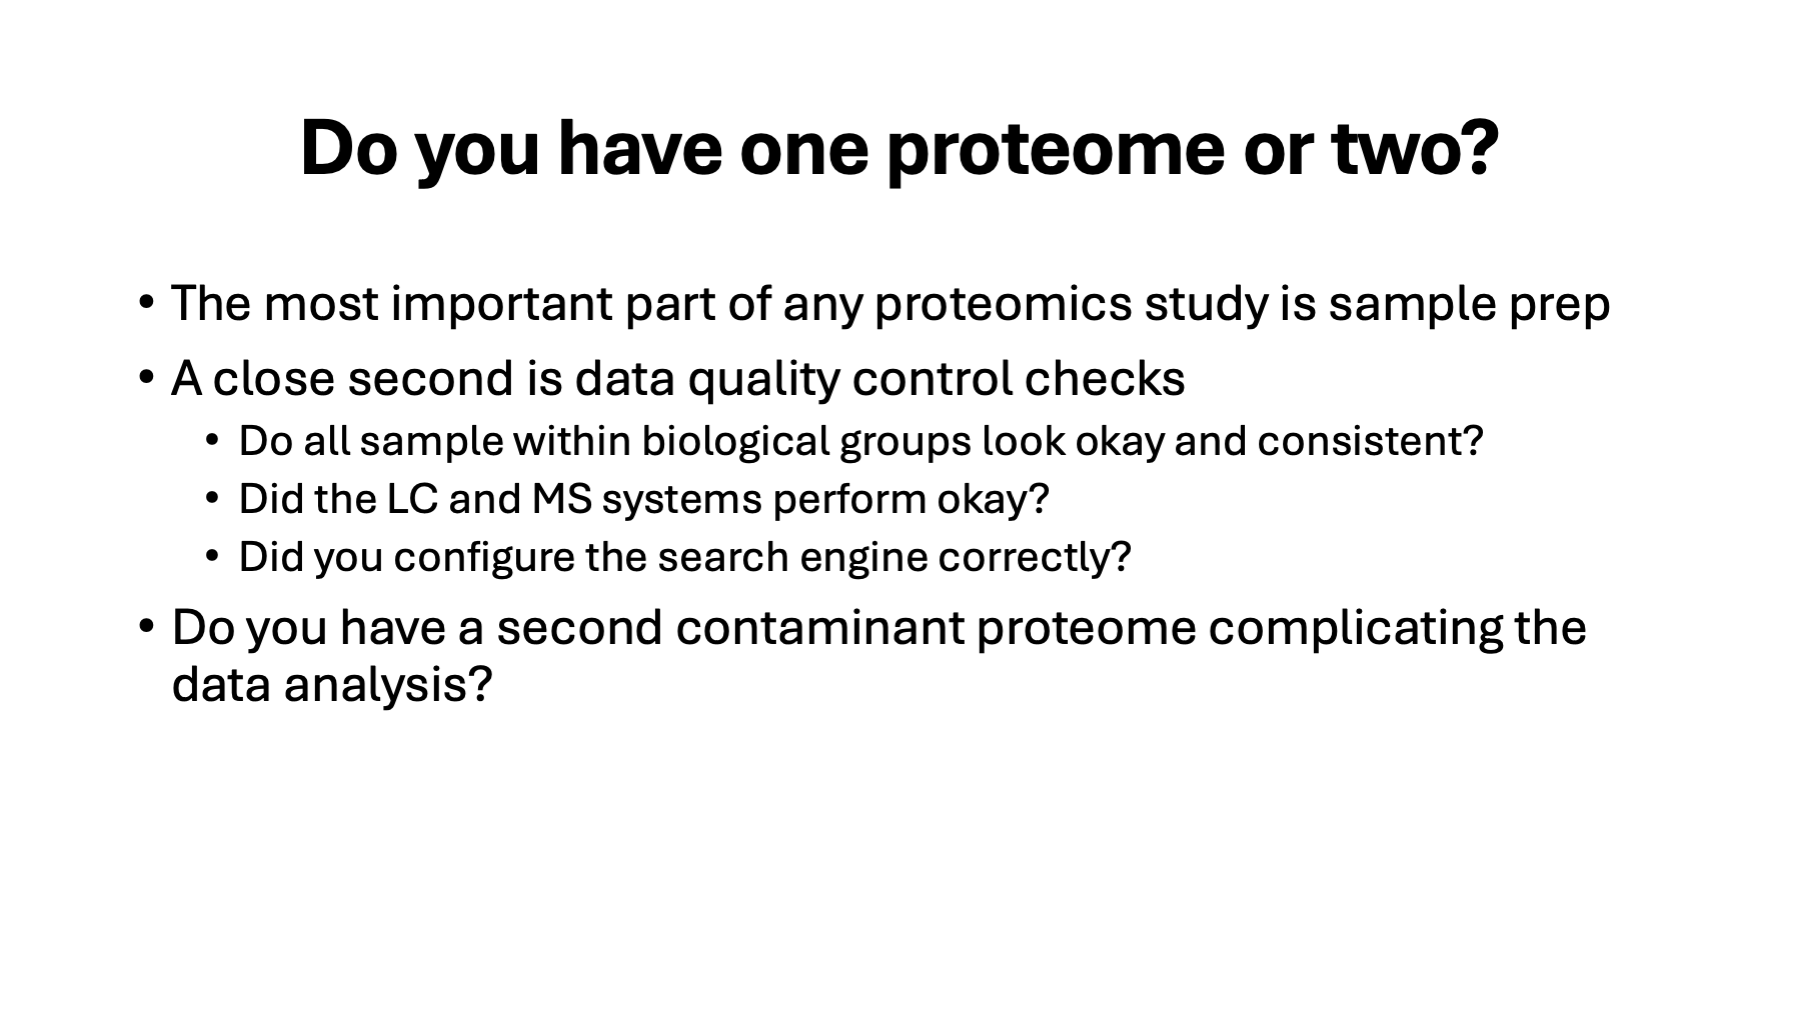 Do you have one proteome or two?
• The most important part of any proteomics study is sample prep
• A close second is data quality control checks
• Do all sample within biological groups look okay and consistent?
• Did the LC and MS systems perform okay?
• Did you configure the search engine correctly?
• Do you have a second contaminant proteome complicating the
data analysis?